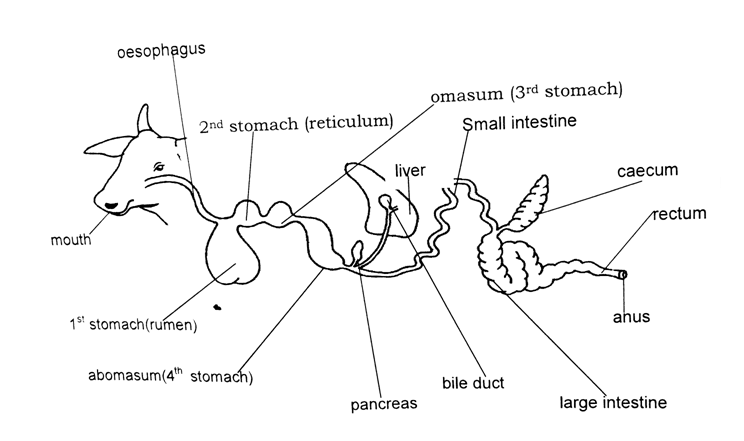 oesophagus
omasum (3rd stomach)
2nd stomach (reticulum)
Small intestine
liver
caecum
rectum
mouth
anus
1st stomach(rumen)
abomasum(4th stomach)
bile duct
pancreas
large intestine